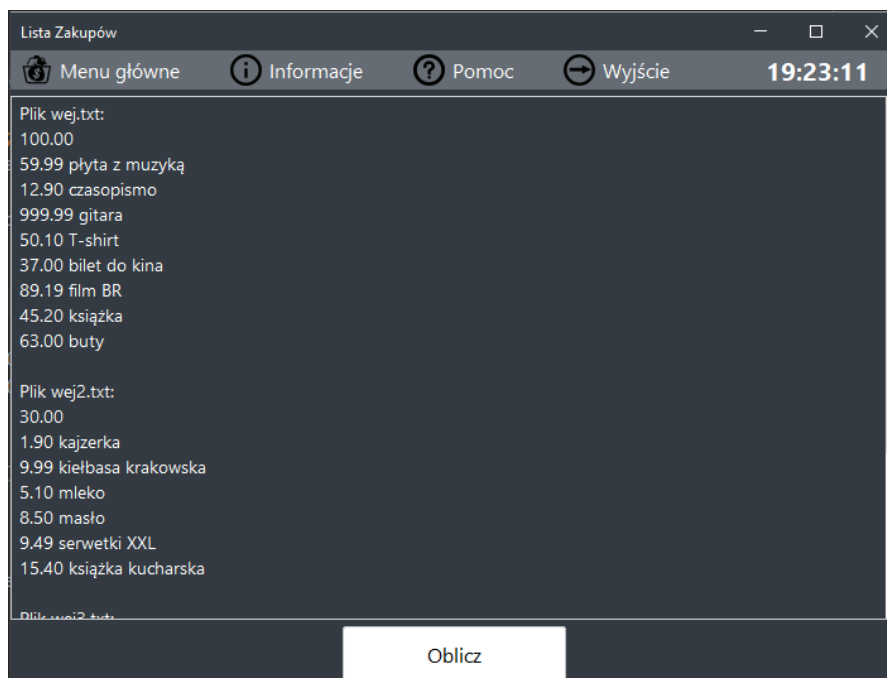 Lista Zakupów
Menu główne Informacje Pomoc Wyjście 19:23:11
Plik wej.txt:
100.00
59.99 płyta z muzyką
12.90 czasopismo
999.99 gitara
50.10 T-shirt
37.00 bilet do kina
89.19 film BR
45.20 książka
63.00 buty
Plik wej2.txt:
30.00
1.90 kajzerka
9.99 kiełbasa krakowska
5.10 mleko
8.50 masło
9.49 serwetki XXL
15.40 książka kucharska
Plik wej3.txt:
Oblicz